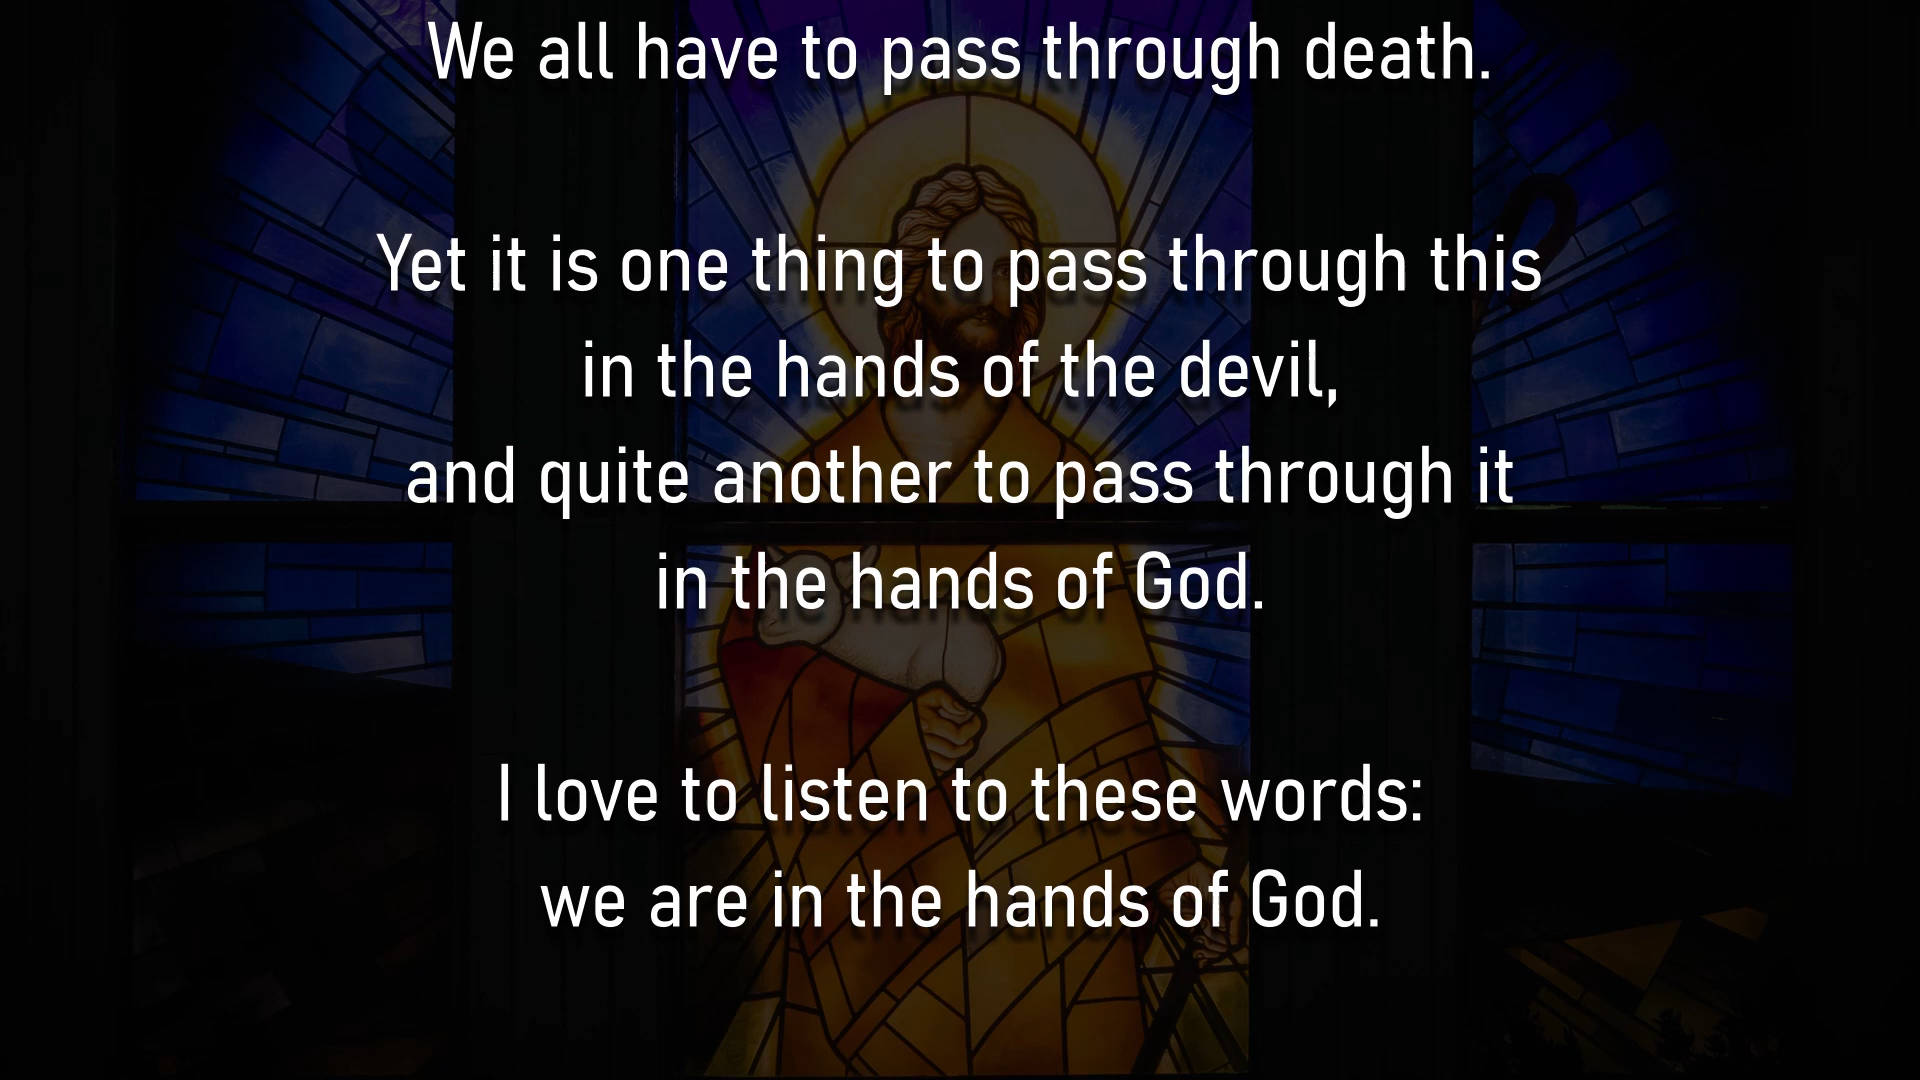 We all have to pass through death.
Yet it is one thing to pass through this
in the hands of the devil,
and quite another to pass through it
in the hands of God.
I love to listen to these words:
we are in the hands of God.